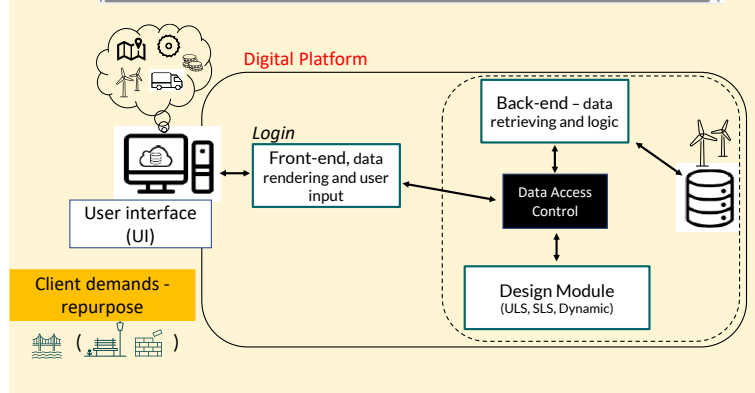 Digital Platform
Back-end – data
retrieving and logic
Login
Front-end, data
rendering and user
input
Data Access
Control
User interface
(UI)
Client demands -
repurpose
Design Module
(ULS, SLS, Dynamic)
( )